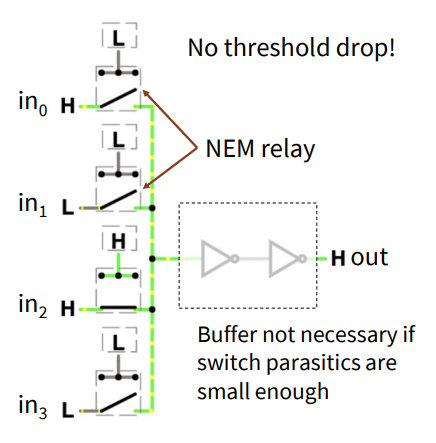 L
No threshold drop!
in0 H
L
NEM relay
in1 L
H
H out
in2 H
Buffer not necessary if
switch parasitics are
small enough
L
in3 L